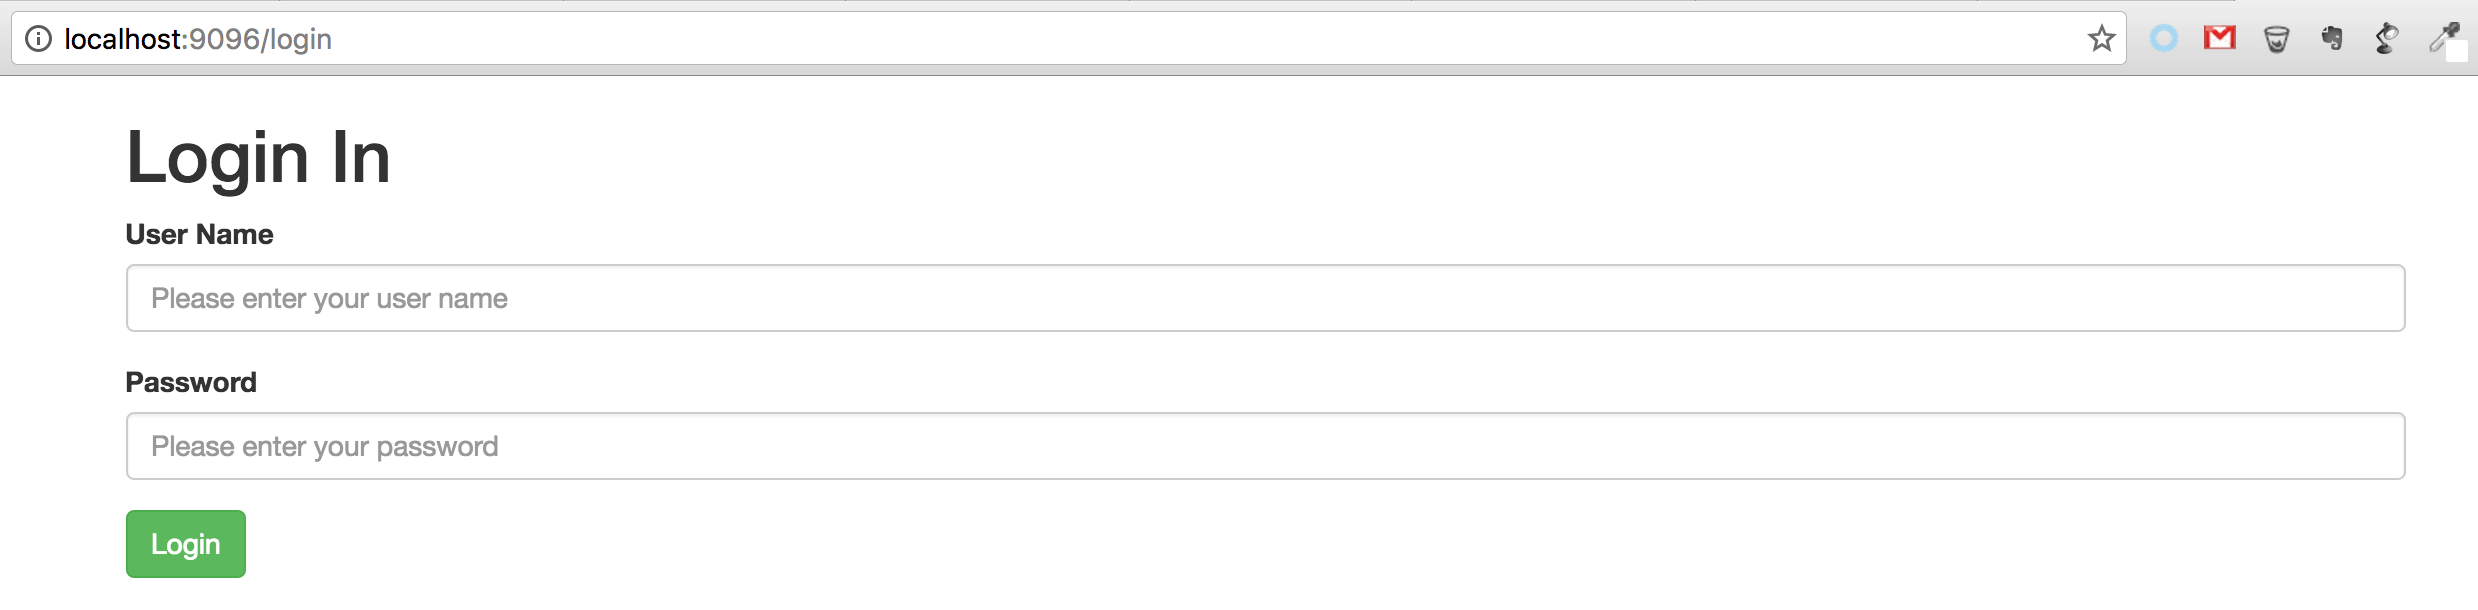 localhost:9096/login
Login In
User Name
Please enter your user name
Password
Please enter your password
Login